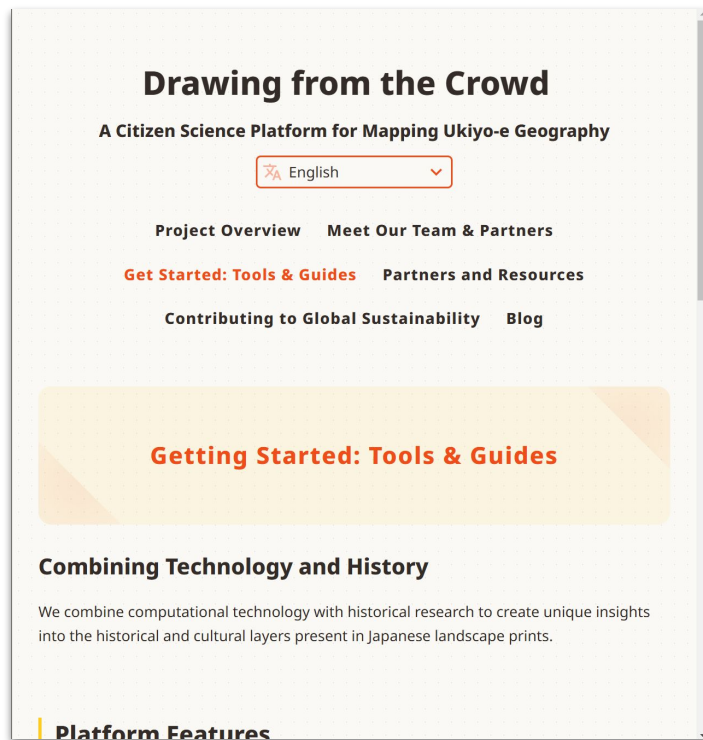 Drawing from the Crowd
A Citizen Science Platform for Mapping Ukiyo-e Geography
English
Project Overview Meet Our Team & Partners
Get Started: Tools & Guides Partners and Resources
Contributing to Global Sustainability Blog
Getting Started: Tools & Guides
Combining Technology and History
We combine computational technology with historical research to create unique insights
into the historical and cultural layers present in Japanese landscape prints.
Platform Features